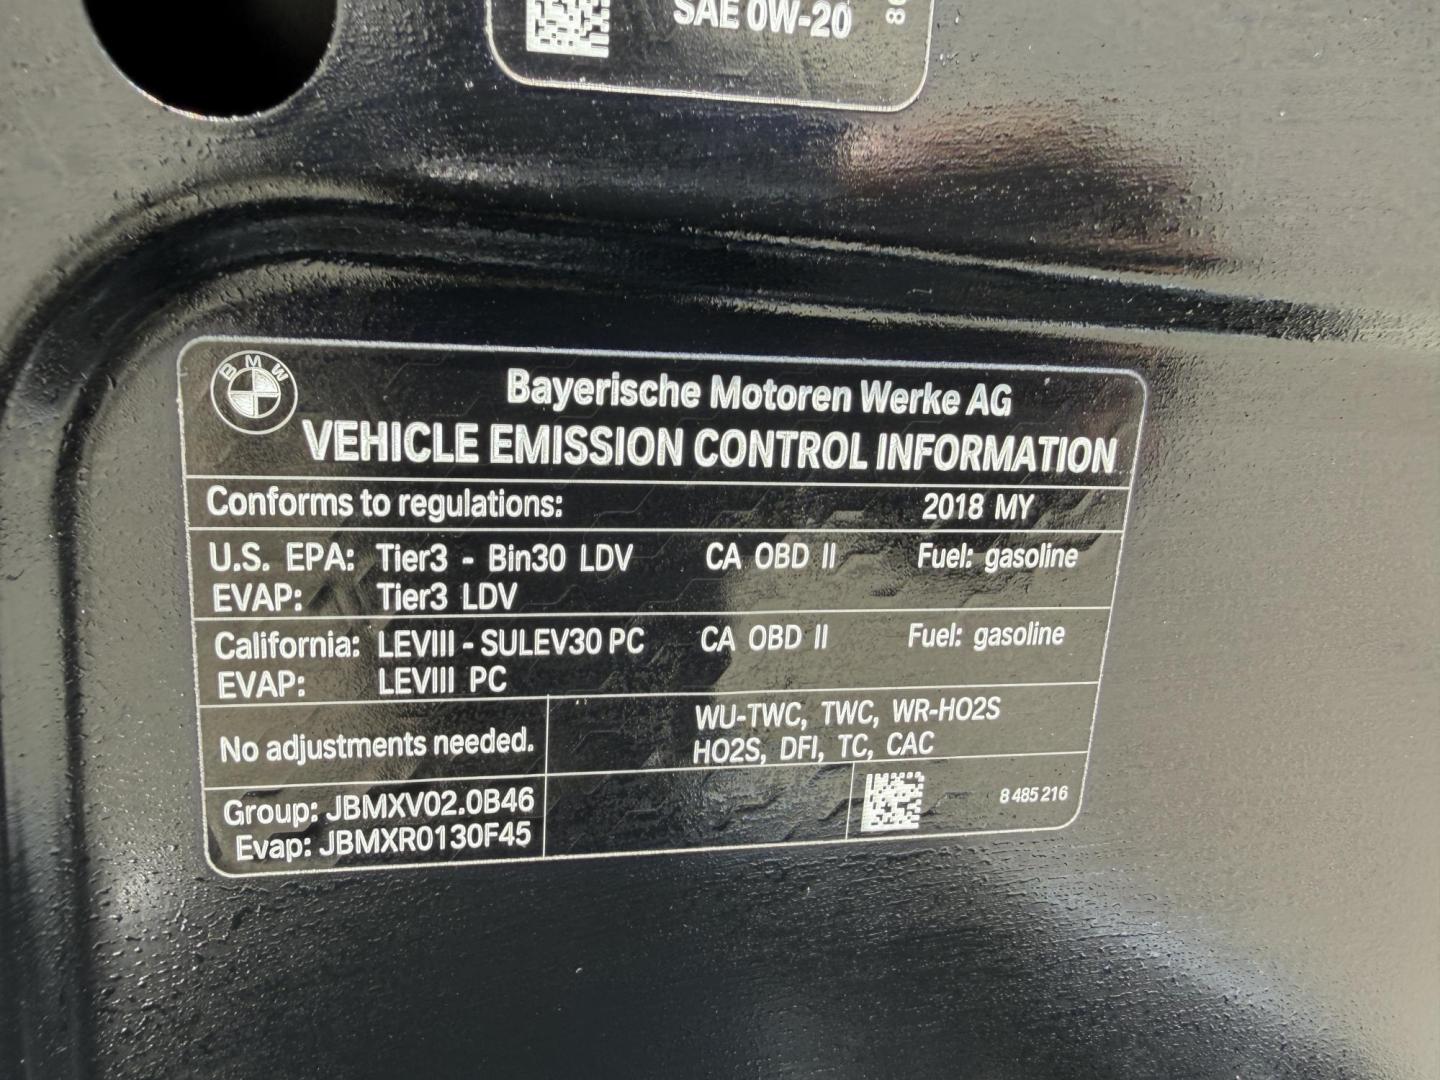 SAE 0W-20
BMW
Bayerische Motoren Werke AG
VEHICLE EMISSION CONTROL INFORMATION
Conforms to regulations: 2018 MY
U.S. EPA: Tier3 - Bin30 LDV CA OBD II Fuel: gasoline
EVAP: Tier3 LDV
California: LEVIII - SULEV30 PC CA OBD II Fuel: gasoline
EVAP: LEVIII PC
No adjustments needed.
WU-TWC, TWC, WR-HO2S
HO2S, DFI, TC, CAC
Group: JBMXV02.0B46
Evap: JBMXR0130F45
8 485 216